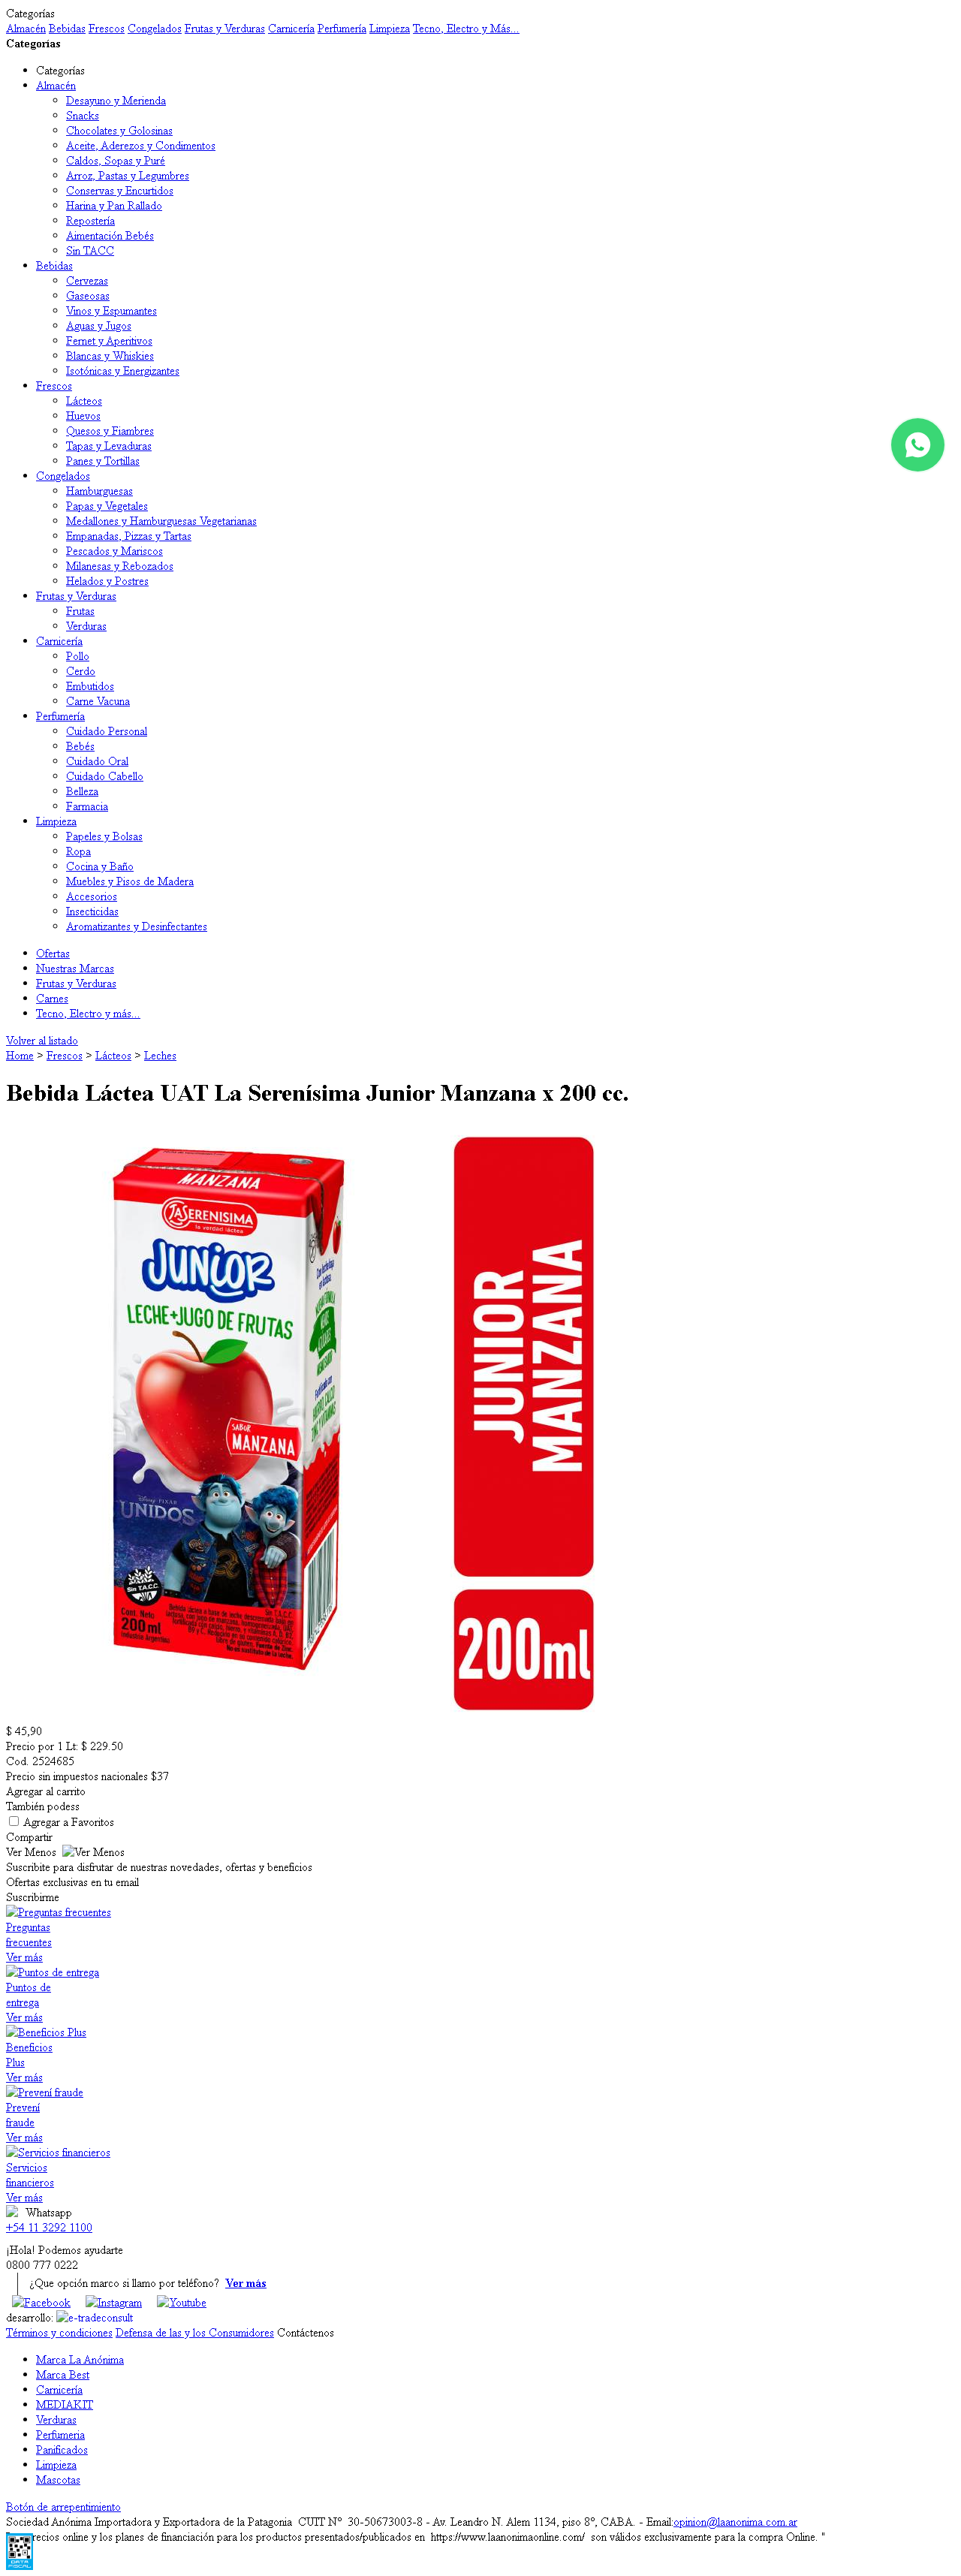 Categorías
Almacén Bebidas Frescos Congelados Frutas y Verduras Carnicería Perfumería Limpieza Tecno, Electro y Más...
Categorías
Categorías
Almacén
Desayuno y Merienda
Snacks
Chocolates y Golosinas
Aceite, Aderezos y Condimentos
Caldos, Sopas y Puré
Arroz, Pastas y Legumbres
Conservas y Encurtidos
Harina y Pan Rallado
Repostería
Aimentación Bebés
Sin TACC
Bebidas
Cervezas
Gaseosas
Vinos y Espumantes
Aguas y Jugos
Fernet y Aperitivos
Blancas y Whiskies
Isotónicas y Energizantes
Frescos
Lácteos
Huevos
Quesos y Fiambres
Tapas y Levaduras
Panes y Tortillas
Congelados
Hamburguesas
Papas y Vegetales
Medallones y Hamburguesas Vegetarianas
Empanadas, Pizzas y Tartas
Pescados y Mariscos
Milanesas y Rebozados
Helados y Postres
Frutas y Verduras
Frutas
Verduras
Carnicería
Pollo
Cerdo
Embutidos
Carne Vacuna
Perfumería
Cuidado Personal
Bebés
Cuidado Oral
Cuidado Cabello
Belleza
Farmacia
Limpieza
Papeles y Bolsas
Ropa
Cocina y Baño
Muebles y Pisos de Madera
Accesorios
Insecticidas
Aromatizantes y Desinfectantes
Ofertas
Nuestras Marcas
Frutas y Verduras
Carnes
Tecno, Electro y más...
Volver al listado
Home > Frescos > Lácteos > Leches
Bebida Láctea UAT La Serenísima Junior Manzana x 200 cc.
MANZANA
LA SERENISIMA
la verdad láctea
JUNIOR
LECHE+JUGO DE FRUTAS
SABOR
MANZANA
Disney PIXAR
UNIDOS
Sin T.A.C.C.
Cont. Neto
200 ml
Industria Argentina
JUNIOR
MANZANA
200ml
$ 45,90
Precio por 1 Lt: $ 229.50
Cod. 2524685
Precio sin impuestos nacionales $37
Agregar al carrito
También podess
Agregar a Favoritos
Compartir
Ver Menos Ver Menos
Suscribite para disfrutar de nuestras novedades, ofertas y beneficios
Ofertas exclusivas en tu email
Suscribirme
Preguntas frecuentes
Preguntas
frecuentes
Ver más
Puntos de entrega
Puntos de
entrega
Ver más
Beneficios Plus
Beneficios
Plus
Ver más
Prevení fraude
Prevení
fraude
Ver más
Servicios financieros
Servicios
financieros
Ver más
Whatsapp
+54 11 3292 1100
¡Hola! Podemos ayudarte
0800 777 0222
¿Que opción marco si llamo por teléfono? Ver más
Facebook Instagram Youtube
desarrollo: e-tradeconsult
Términos y condiciones Defensa de las y los Consumidores Contáctenos
Marca La Anónima
Marca Best
Carnicería
MEDIAKIT
Verduras
Perfumeria
Panificados
Limpieza
Mascotas
Botón de arrepentimiento
Sociedad Anónima Importadora y Exportadora de la Patagonia CUIT Nº 30-50673003-8 - Av. Leandro N. Alem 1134, piso 8º, CABA. - Email:opinion@laanonima.com.ar
recios online y los planes de financiación para los productos presentados/publicados en https://www.laanonimaonline.com/ son válidos exclusivamente para la compra Online. "
DATA
FISCAL